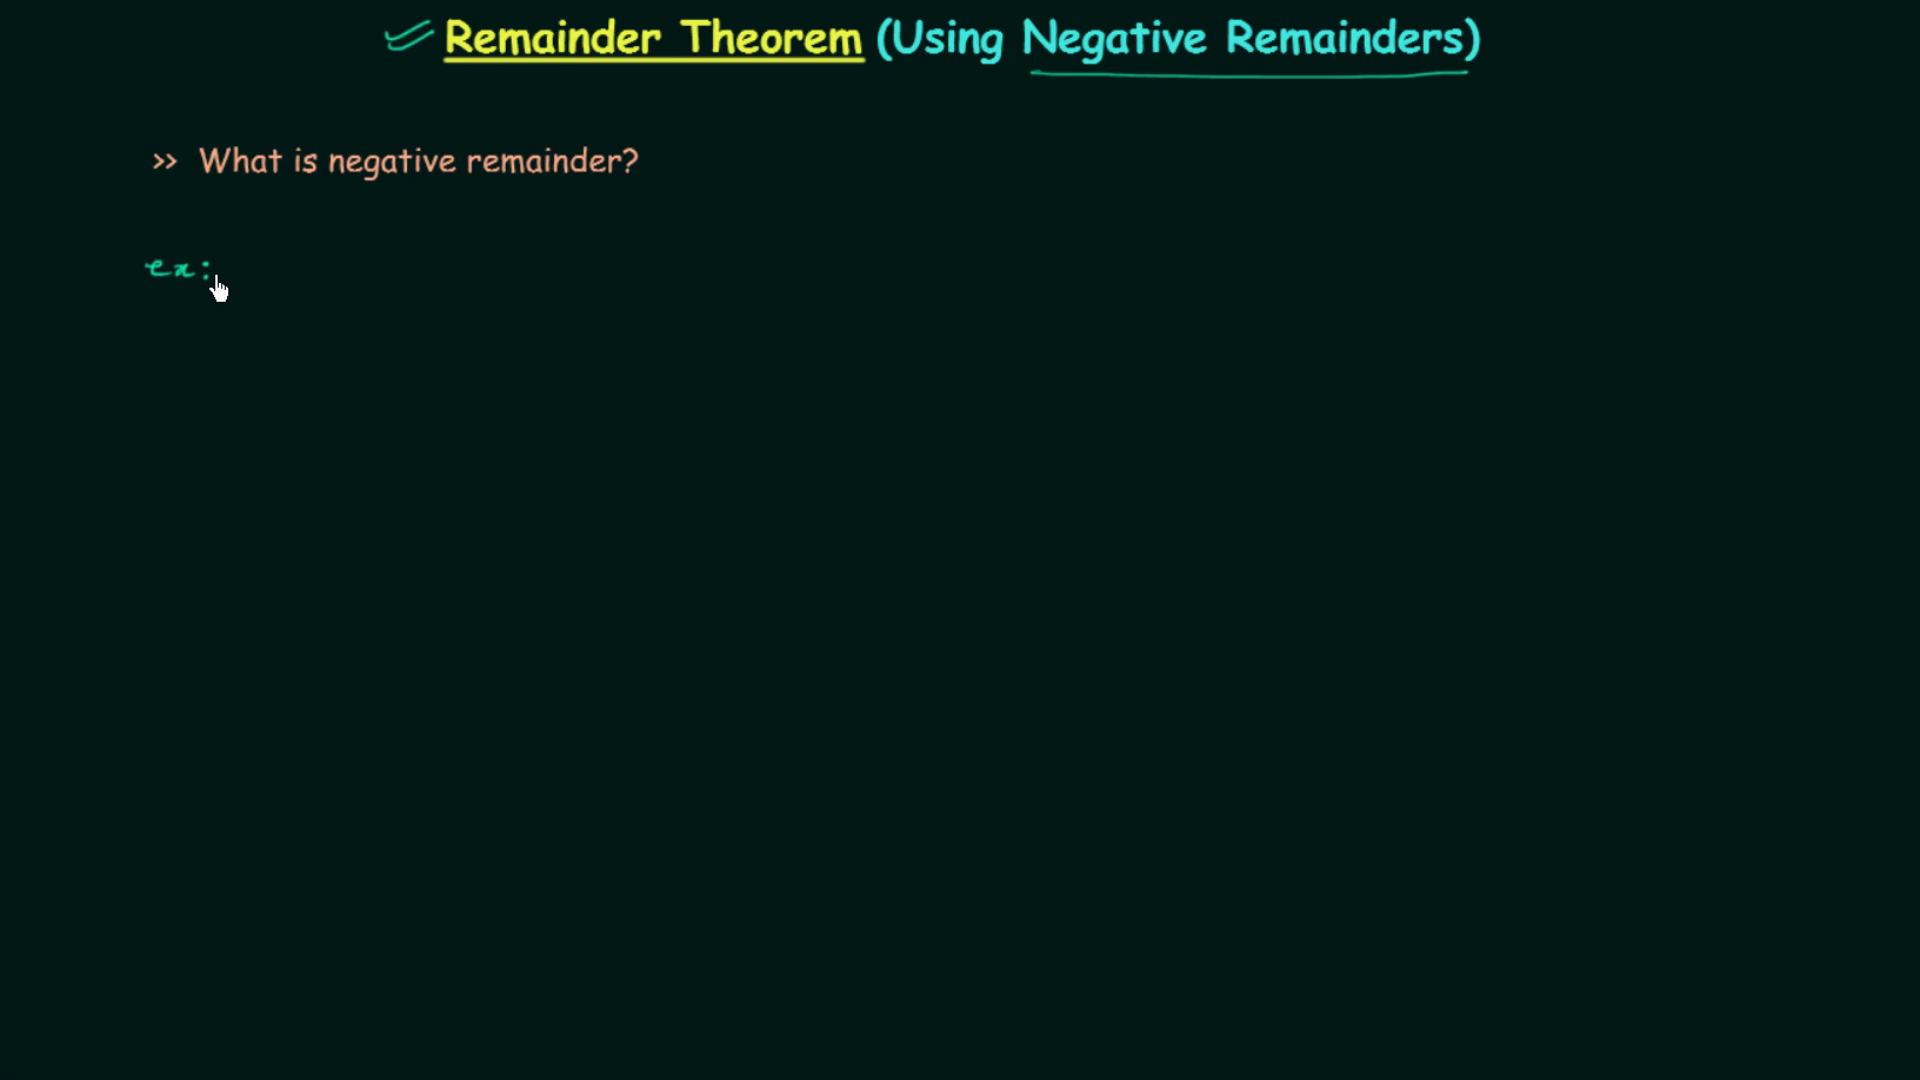 Remainder Theorem (Using Negative Remainders)
>> What is negative remainder?
ex: